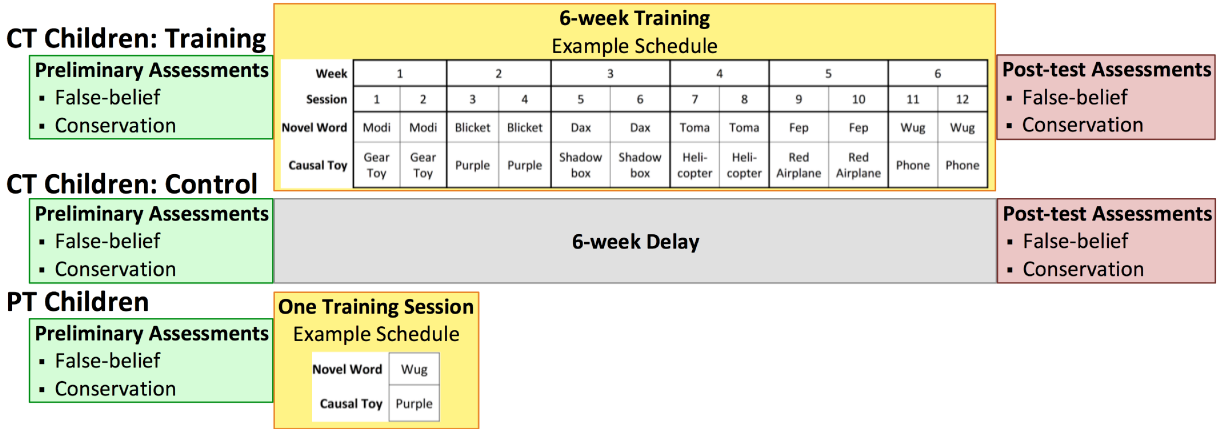 CT Children: Training
Preliminary Assessments
▪ False-belief
▪ Conservation
6-week Training
Example Schedule
Week 1 2 3 4 5 6
Session 1 2 3 4 5 6 7 8 9 10 11 12
Novel Word Modi Modi Blicket Blicket Dax Dax Toma Toma Fep Fep Wug Wug
Causal Toy Gear Toy Gear Toy Purple Purple Shadow box Shadow box Heli-copter Heli-copter Red Airplane Red Airplane Phone Phone
Post-test Assessments
▪ False-belief
▪ Conservation
CT Children: Control
Preliminary Assessments
▪ False-belief
▪ Conservation
6-week Delay
Post-test Assessments
▪ False-belief
▪ Conservation
PT Children
Preliminary Assessments
▪ False-belief
▪ Conservation
One Training Session
Example Schedule
Novel Word Wug
Causal Toy Purple